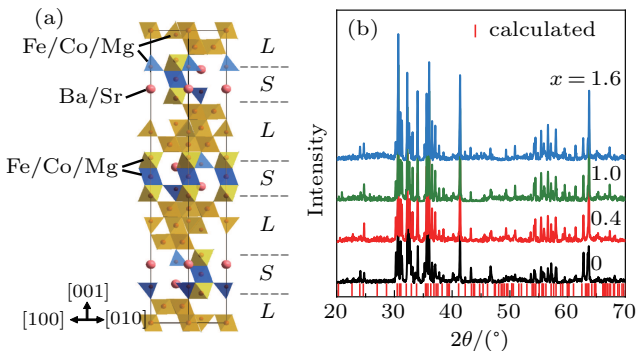 (a)
Fe/Co/Mg
Ba/Sr
Fe/Co/Mg
L
S
L
S
L
S
L
[001]
[100]
[010]
(b)
calculated
x = 1.6
1.0
0.4
0
Intensity
20 30 40 50 60 70
2θ/(°)